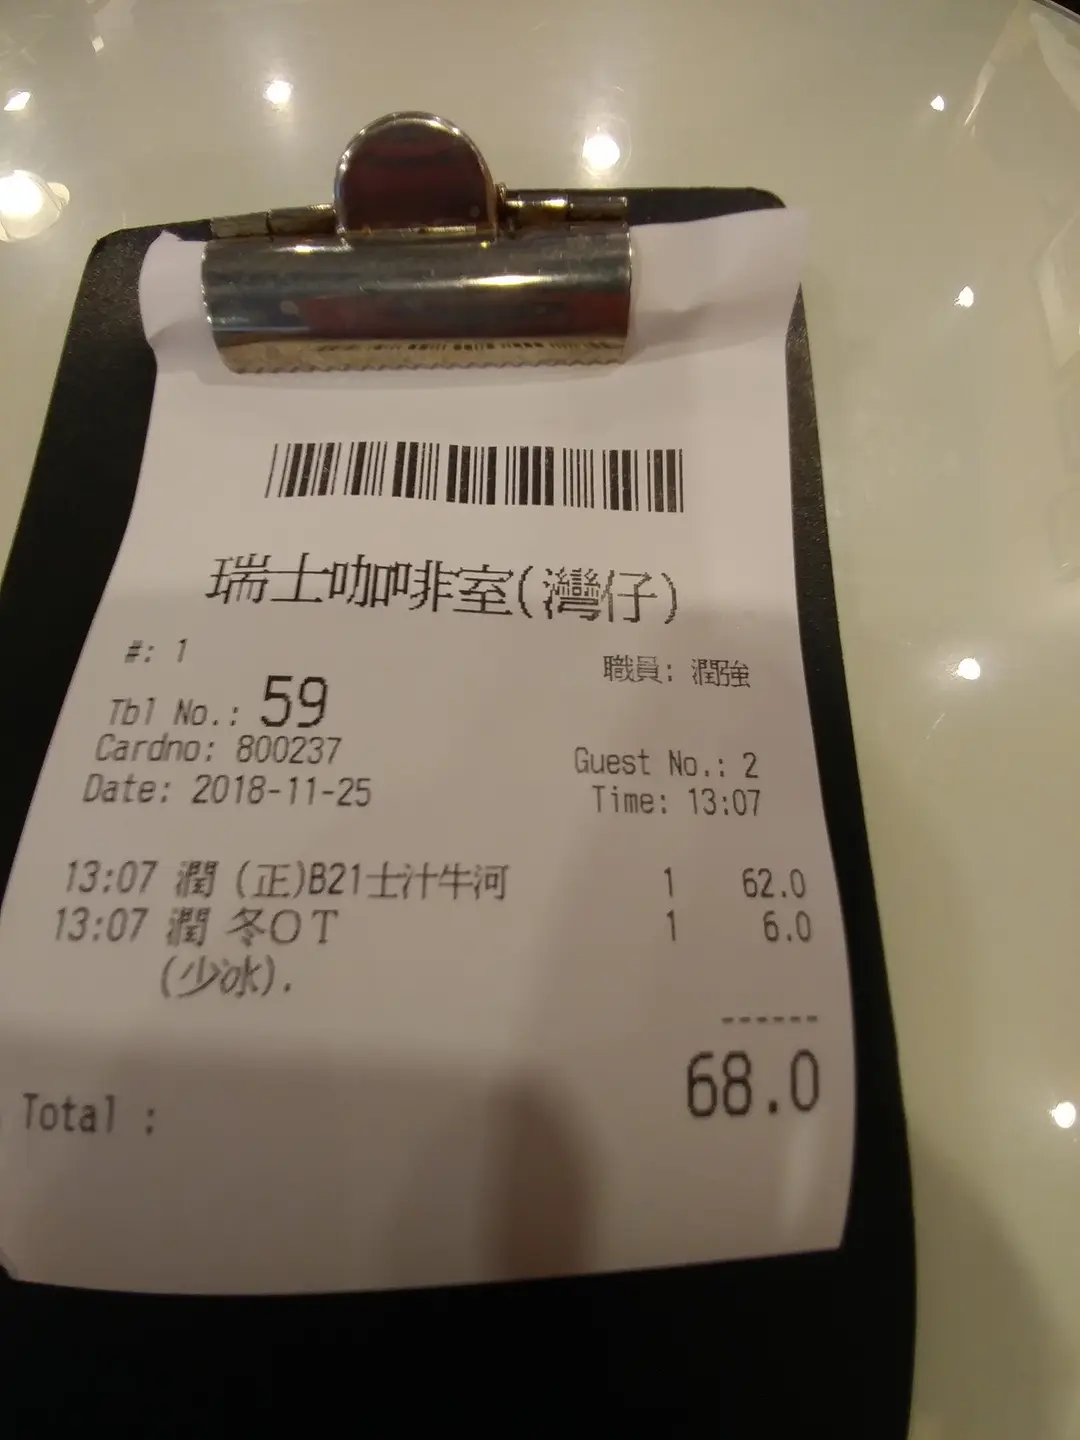 瑞士咖啡室(灣仔)
#: 1
職員: 潤強
Tbl No.: 59
Cardno: 800237
Guest No.: 2
Date: 2018-11-25
Time: 13:07
13:07 潤 (正)B21士汁牛河 1 62.0
13:07 潤 冬OT 1 6.0
(少冰).
------
Total : 68.0